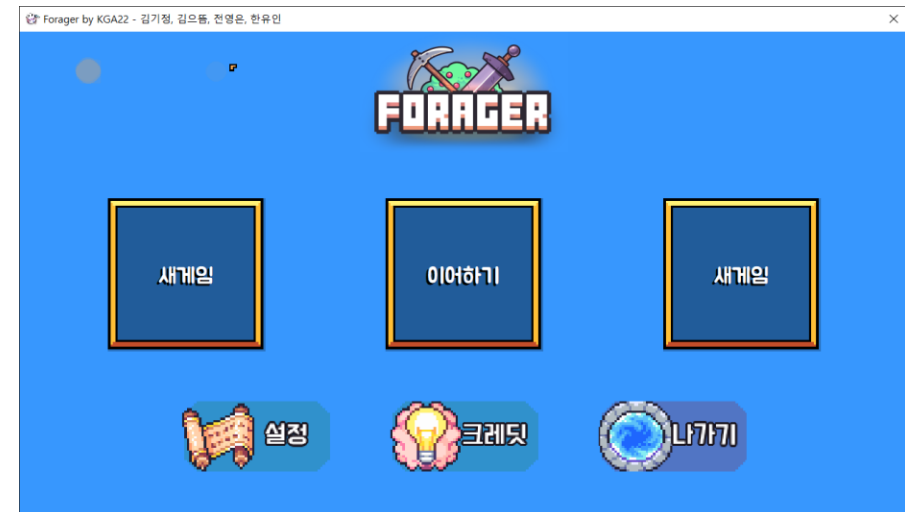 Forager by KGA22 - 김기정, 김으뜸, 전영은, 한유인
FORAGER
새게임
이어하기
새게임
설정
크레딧
나가기